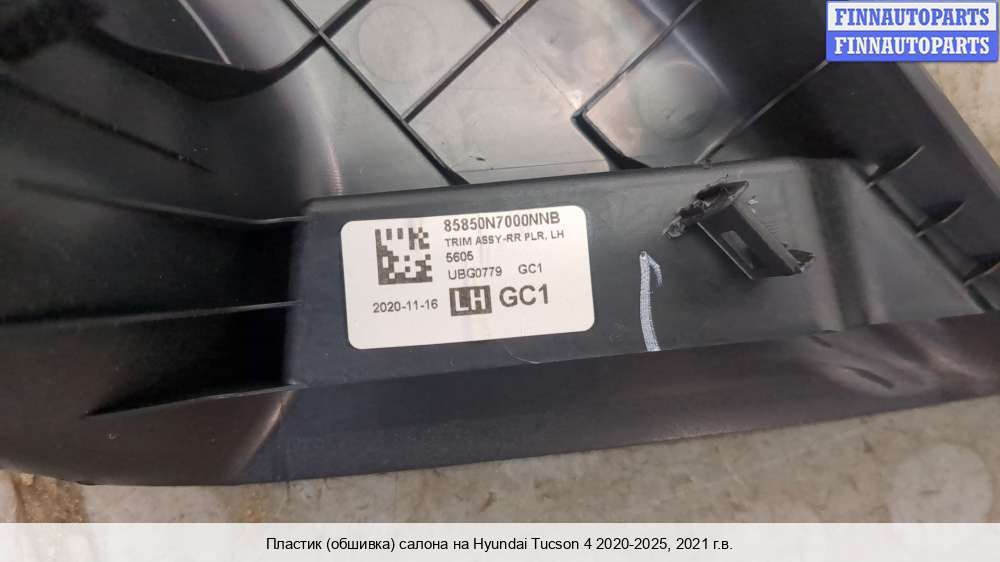 FINNAUTOPARTS
FINNAUTOPARTS
85850N7000NNB
TRIM ASSY-RR PLR, LH
5605
UBG0779 GC1
2020-11-16 LH GC1
Пластик (обшивка) салона на Hyundai Tucson 4 2020-2025, 2021 г.в.